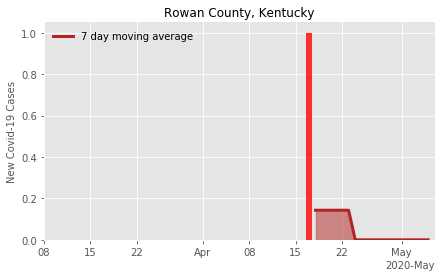 Rowan County, Kentucky
7 day moving average
New Covid-19 Cases
1.0
0.8
0.6
0.4
0.2
0.0
08 15 22 Apr 08 15 22 May
2020-May